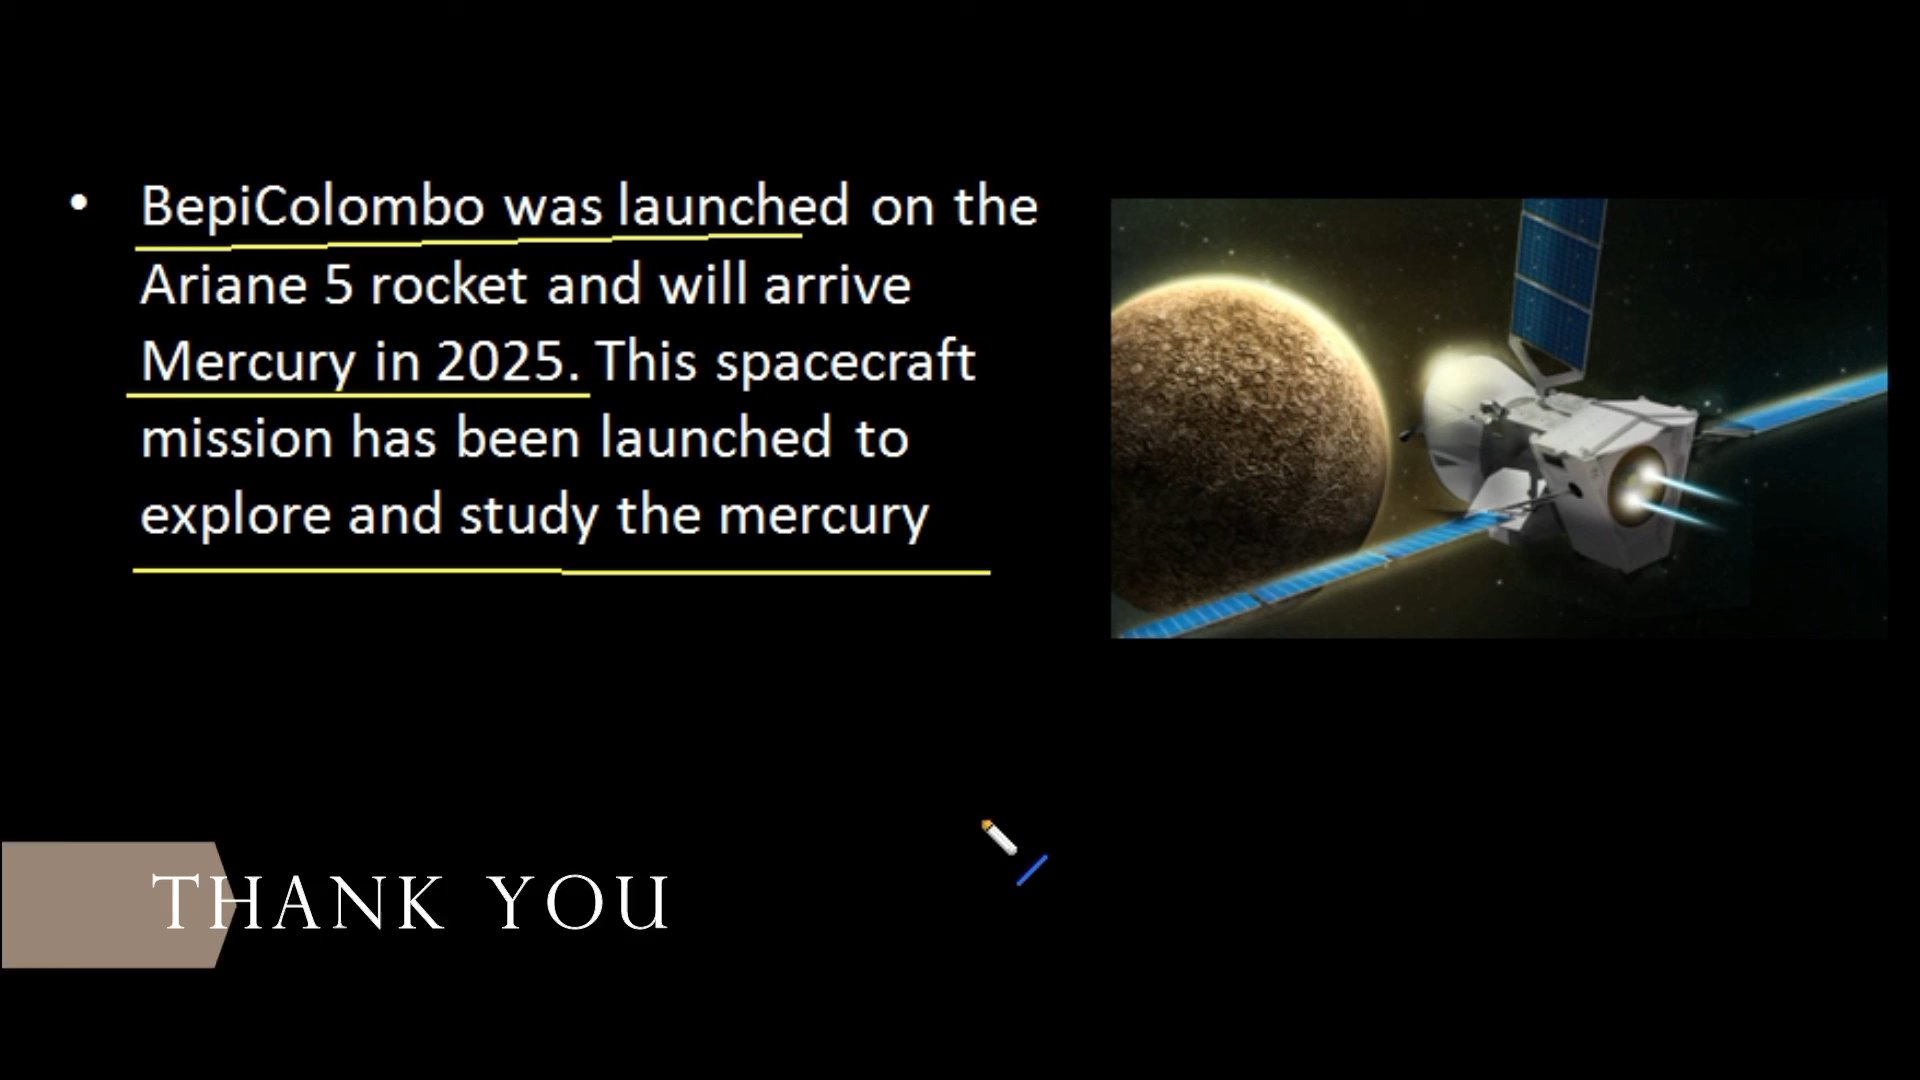 • BepiColombo was launched on the
Ariane 5 rocket and will arrive
Mercury in 2025. This spacecraft
mission has been launched to
explore and study the mercury
THANK YOU